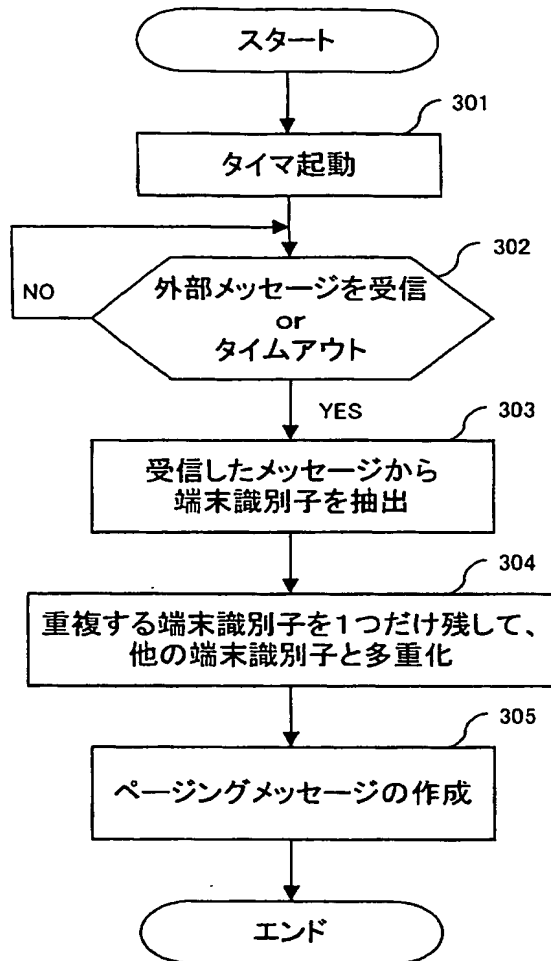 スタート
301
タイマ起動
302
外部メッセージを受信
or
タイムアウト
NO
YES
303
受信したメッセージから
端末識別子を抽出
304
重複する端末識別子を1つだけ残して、
他の端末識別子と多重化
305
ページングメッセージの作成
エンド